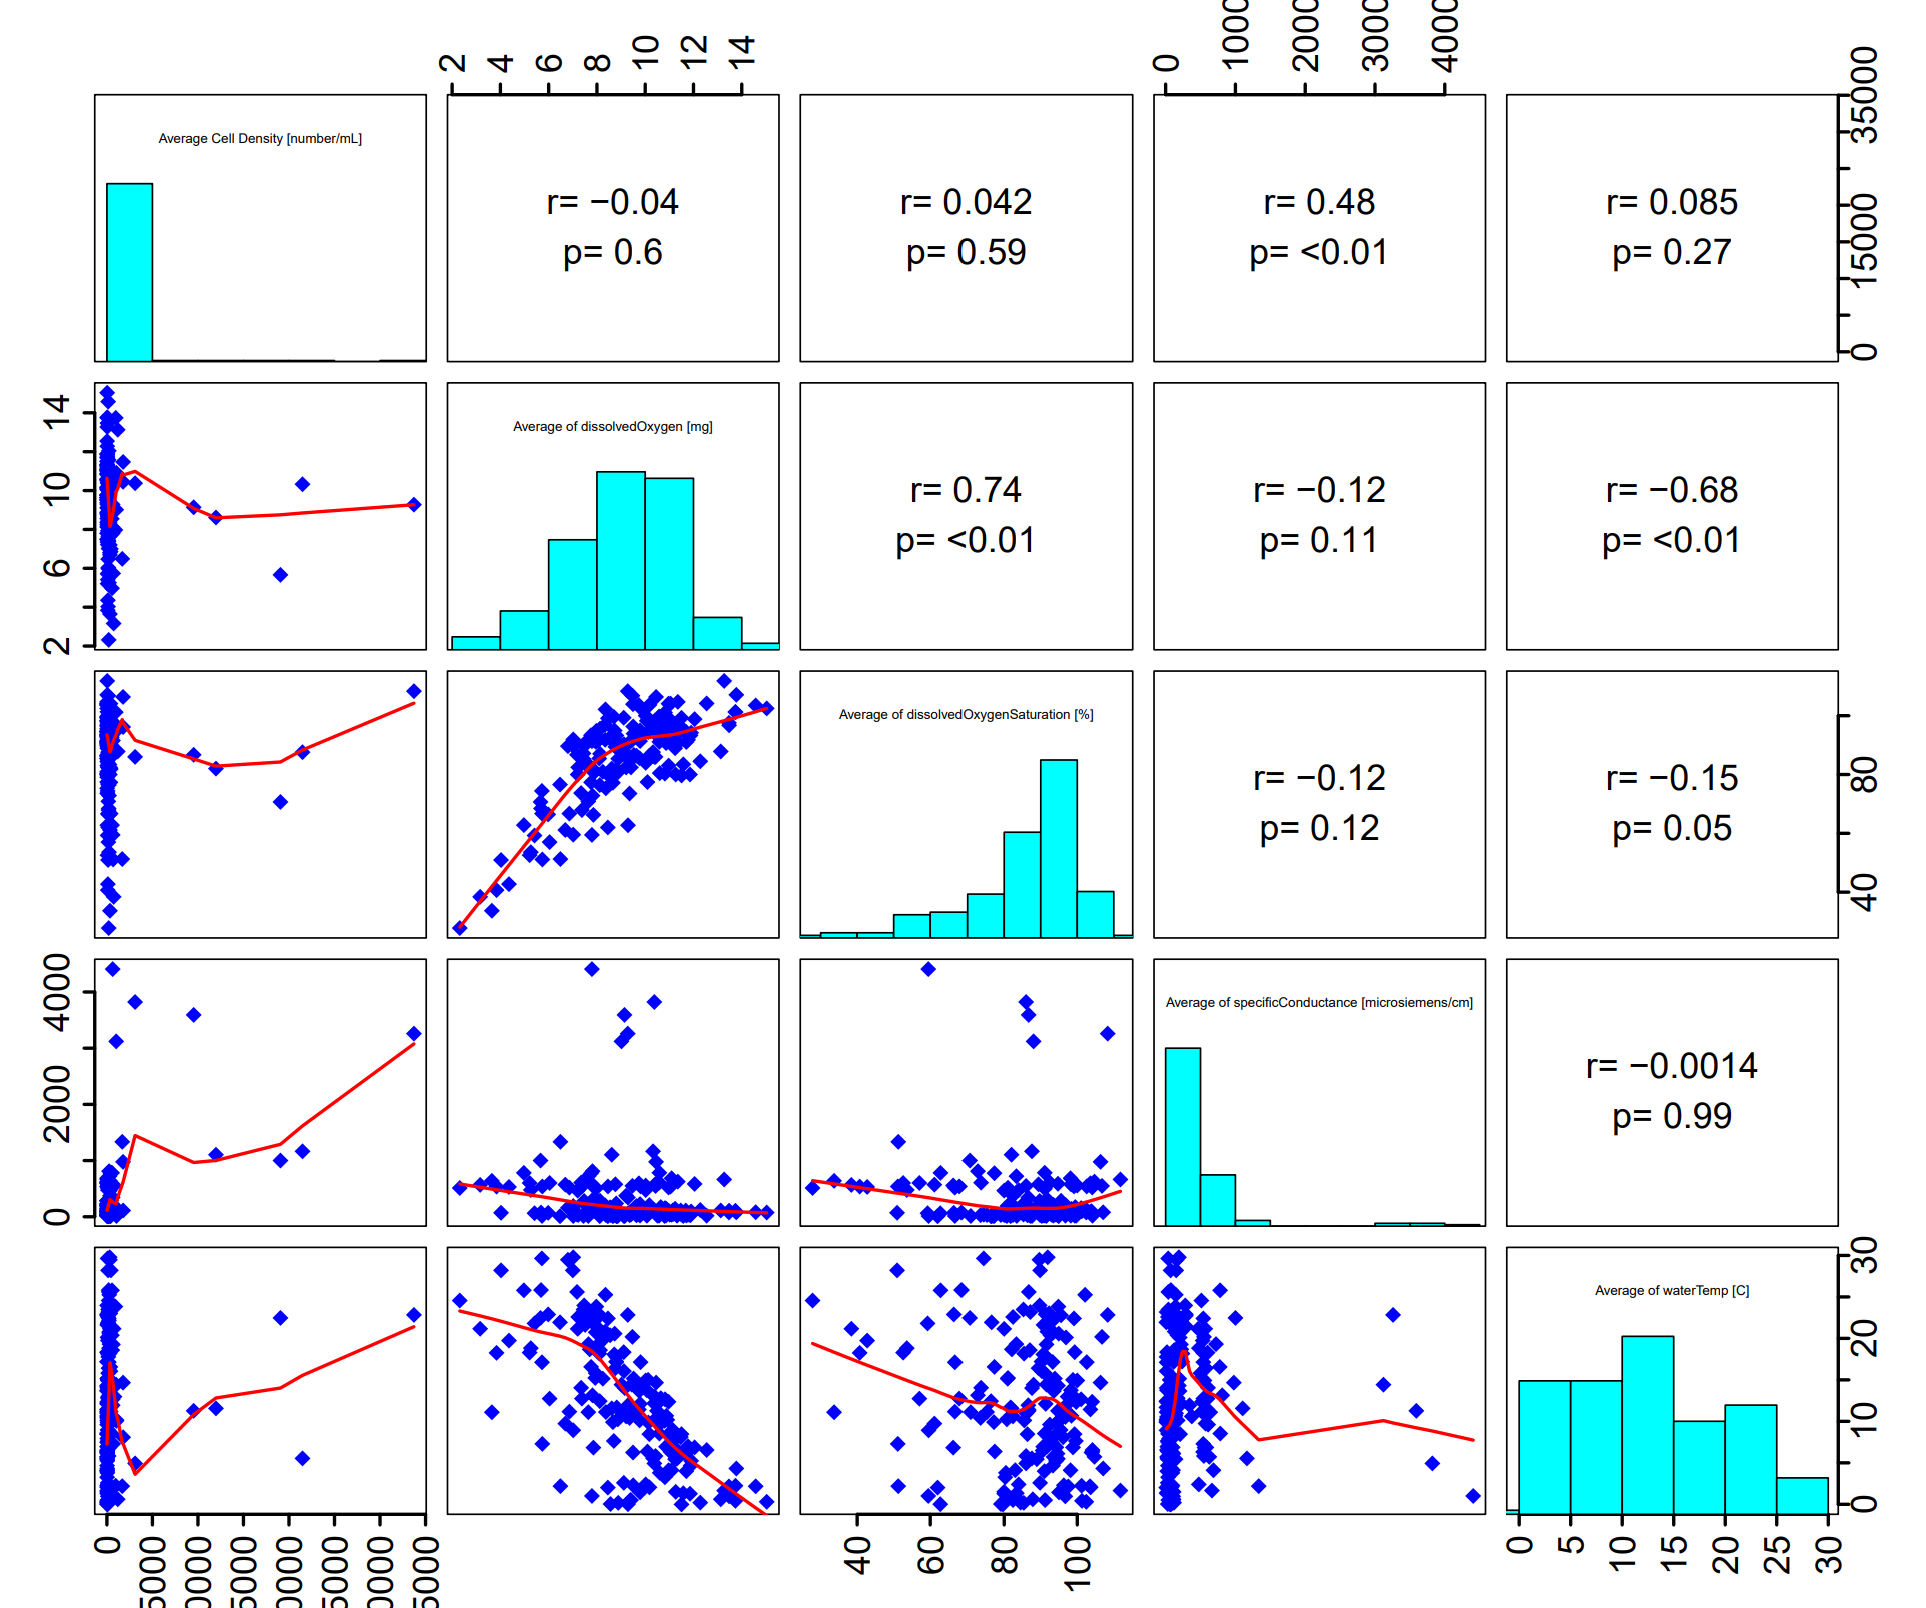 2 4 6 8 10 12 14
0 1000 2000 3000 4000
Average Cell Density [number/mL]
r= −0.04
p= 0.6
r= 0.042
p= 0.59
r= 0.48
p= <0.01
r= 0.085
p= 0.27
0 15000 35000
2 6 10 14
Average of dissolvedOxygen [mg]
r= 0.74
p= <0.01
r= −0.12
p= 0.11
r= −0.68
p= <0.01
Average of dissolvedOxygenSaturation [%]
r= −0.12
p= 0.12
r= −0.15
p= 0.05
40 80
0 2000 4000
Average of specificConductance [microsiemens/cm]
r= −0.0014
p= 0.99
Average of waterTemp [C]
0 10 20 30
0 5000
40 60 80 100
0 5 10 15 20 25 30